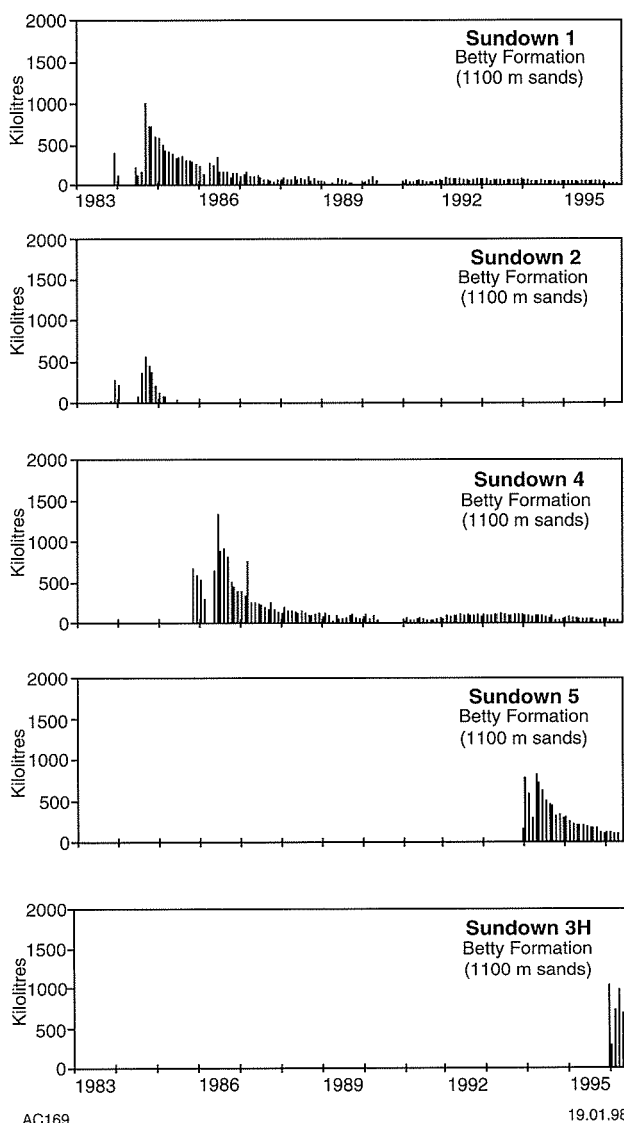 2000
Sundown 1
Betty Formation
(1100 m sands)
1500
1000
500
0
Kilolitres
1983 1986 1989 1992 1995
2000
Sundown 2
Betty Formation
(1100 m sands)
1500
1000
500
0
Kilolitres
2000
Sundown 4
Betty Formation
(1100 m sands)
1500
1000
500
0
Kilolitres
2000
Sundown 5
Betty Formation
(1100 m sands)
1500
1000
500
0
Kilolitres
2000
Sundown 3H
Betty Formation
(1100 m sands)
1500
1000
500
0
Kilolitres
1983 1986 1989 1992 1995
AC169 19.01.98